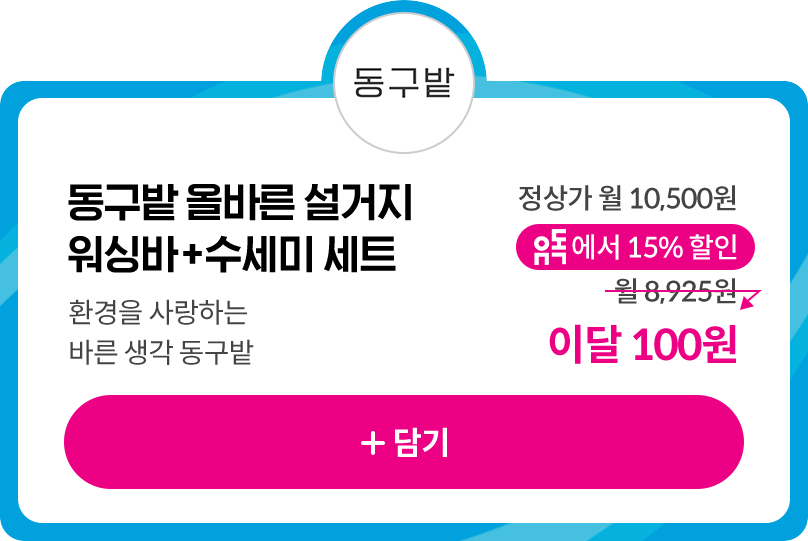 동구밭
동구밭 올바른 설거지
워싱바+수세미 세트
환경을 사랑하는
바른 생각 동구밭
정상가 월 10,500원
유독에서 15% 할인
월 8,925원
이달 100원
+ 담기